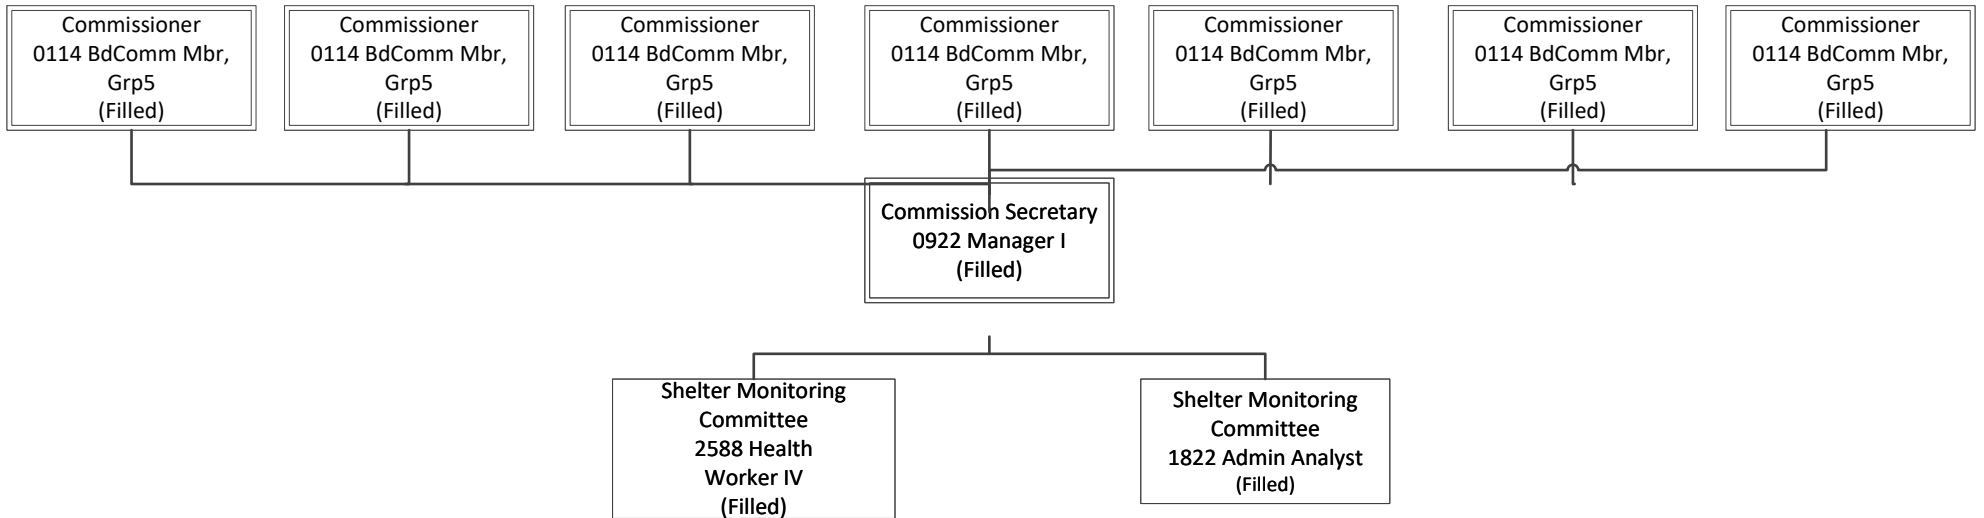 Commissioner
0114 BdComm Mbr,
Grp5
(Filled)
Commissioner
0114 BdComm Mbr,
Grp5
(Filled)
Commissioner
0114 BdComm Mbr,
Grp5
(Filled)
Commissioner
0114 BdComm Mbr,
Grp5
(Filled)
Commissioner
0114 BdComm Mbr,
Grp5
(Filled)
Commissioner
0114 BdComm Mbr,
Grp5
(Filled)
Commissioner
0114 BdComm Mbr,
Grp5
(Filled)
Commission Secretary
0922 Manager I
(Filled)
Shelter Monitoring
Committee
2588 Health
Worker IV
(Filled)
Shelter Monitoring
Committee
1822 Admin Analyst
(Filled)